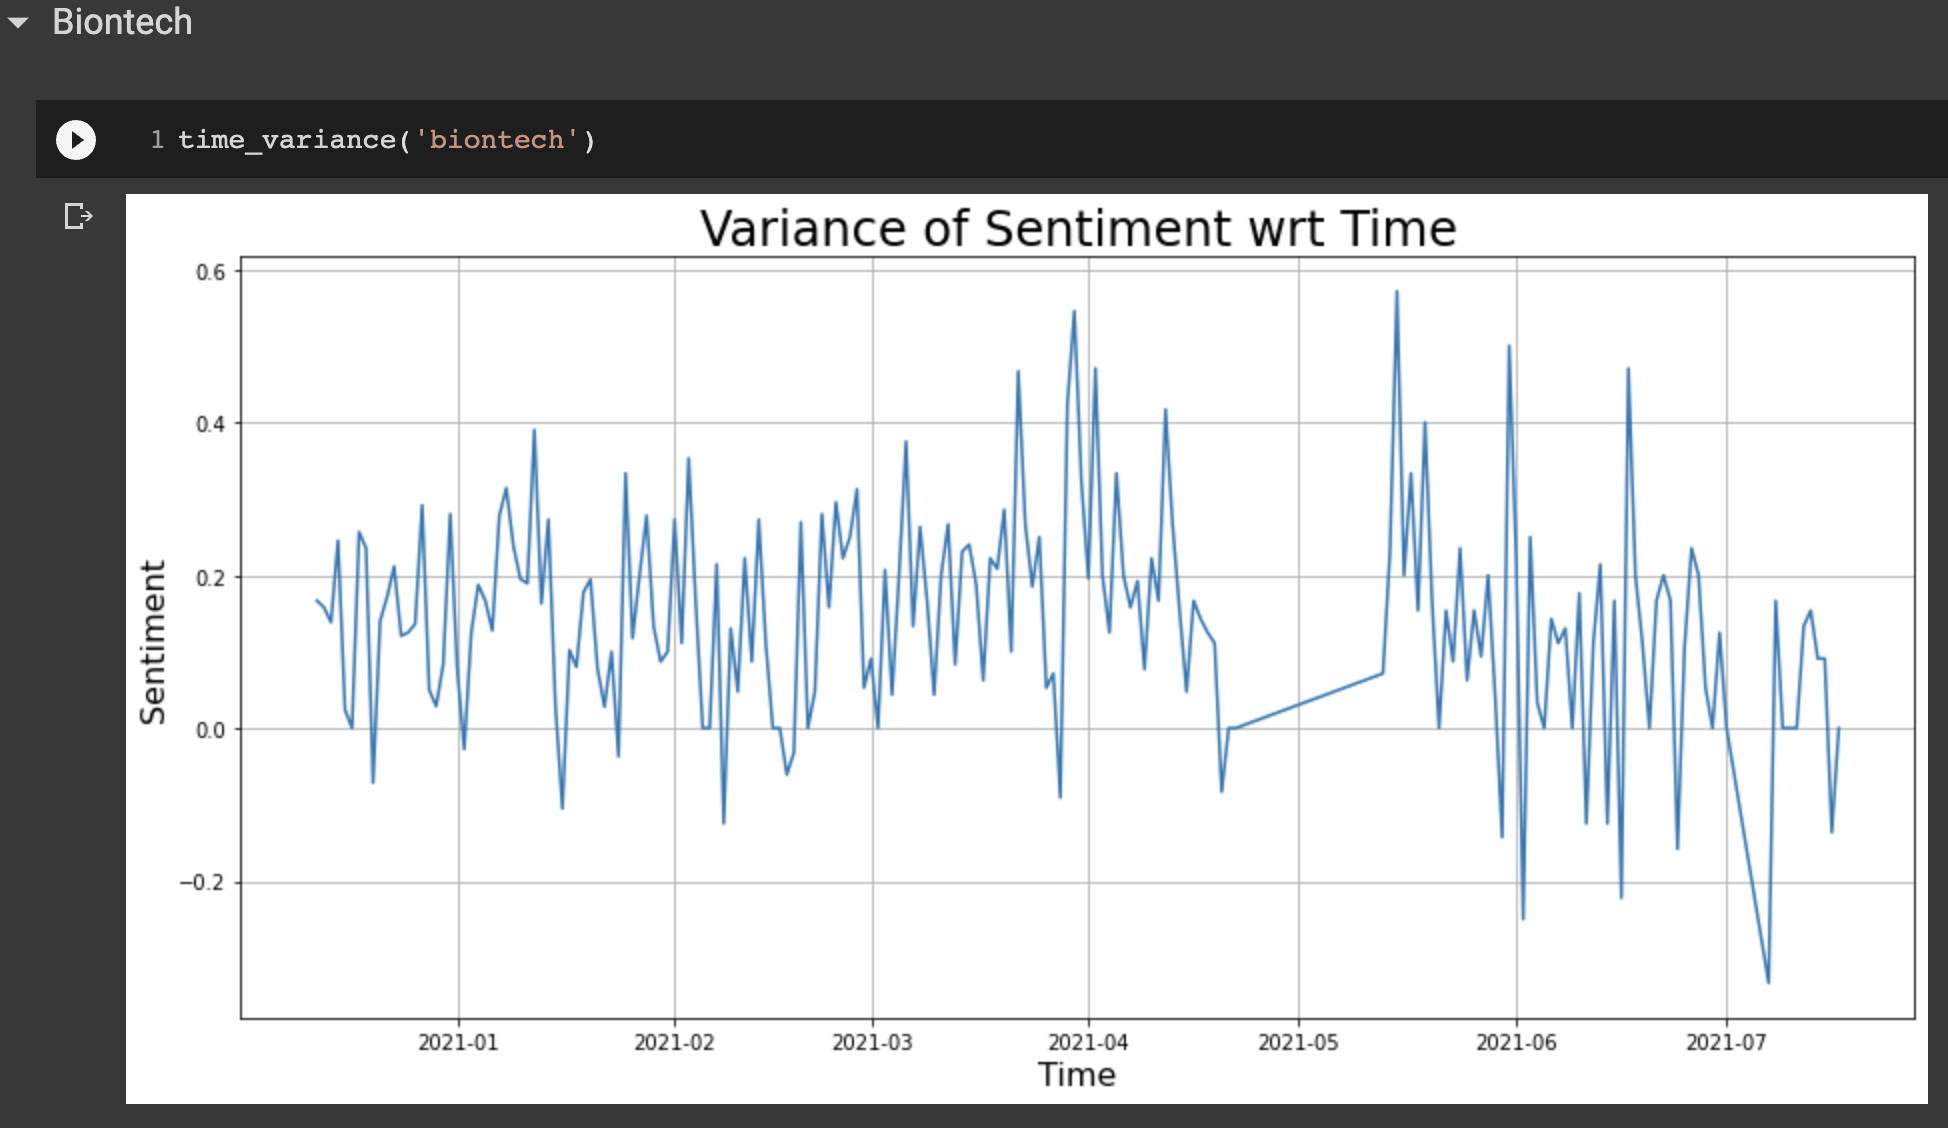 Biontech
1 time_variance('biontech')
Variance of Sentiment wrt Time
0.6
0.4
0.2
0.0
−0.2
Sentiment
2021-01 2021-02 2021-03 2021-04 2021-05 2021-06 2021-07
Time